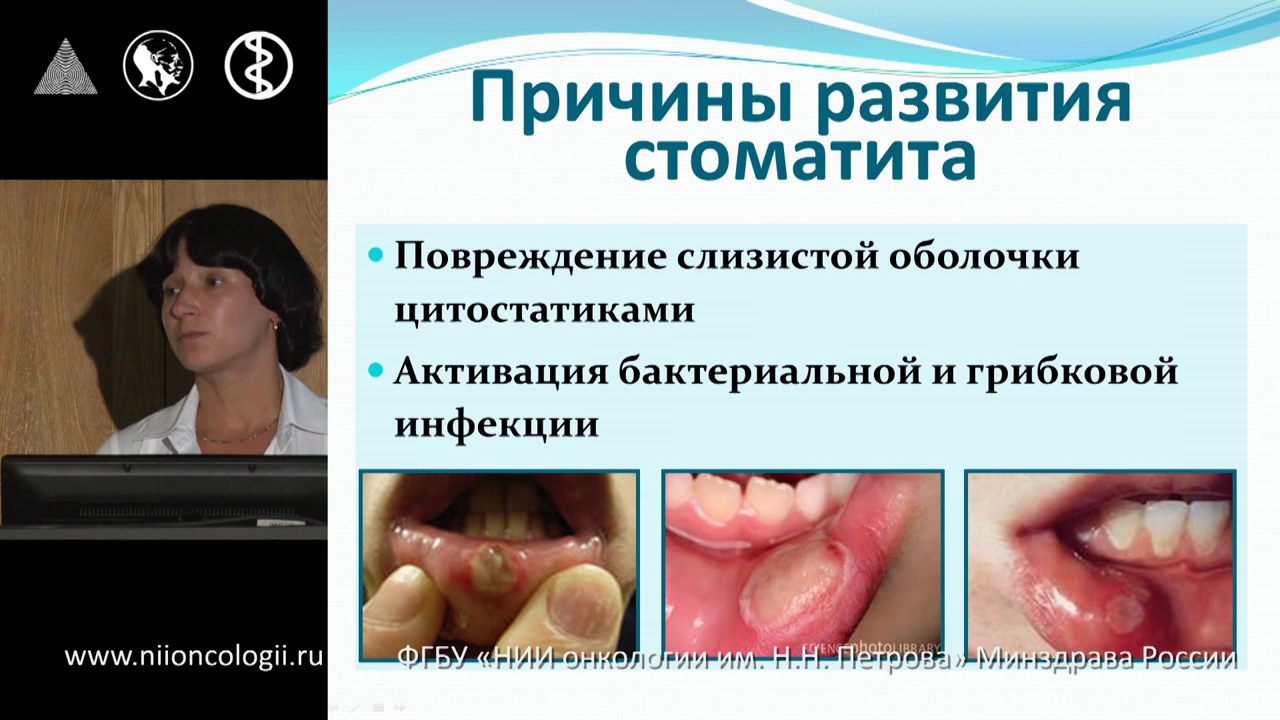 Причины развития
стоматита
Повреждение слизистой оболочки
цитостатиками
Активация бактериальной и грибковой
инфекции
SCIENCEphotoLIBRARY
www.niioncologii.ru
ФГБУ «НИИ онкологии им. Н.Н. Петрова» Минздрава России